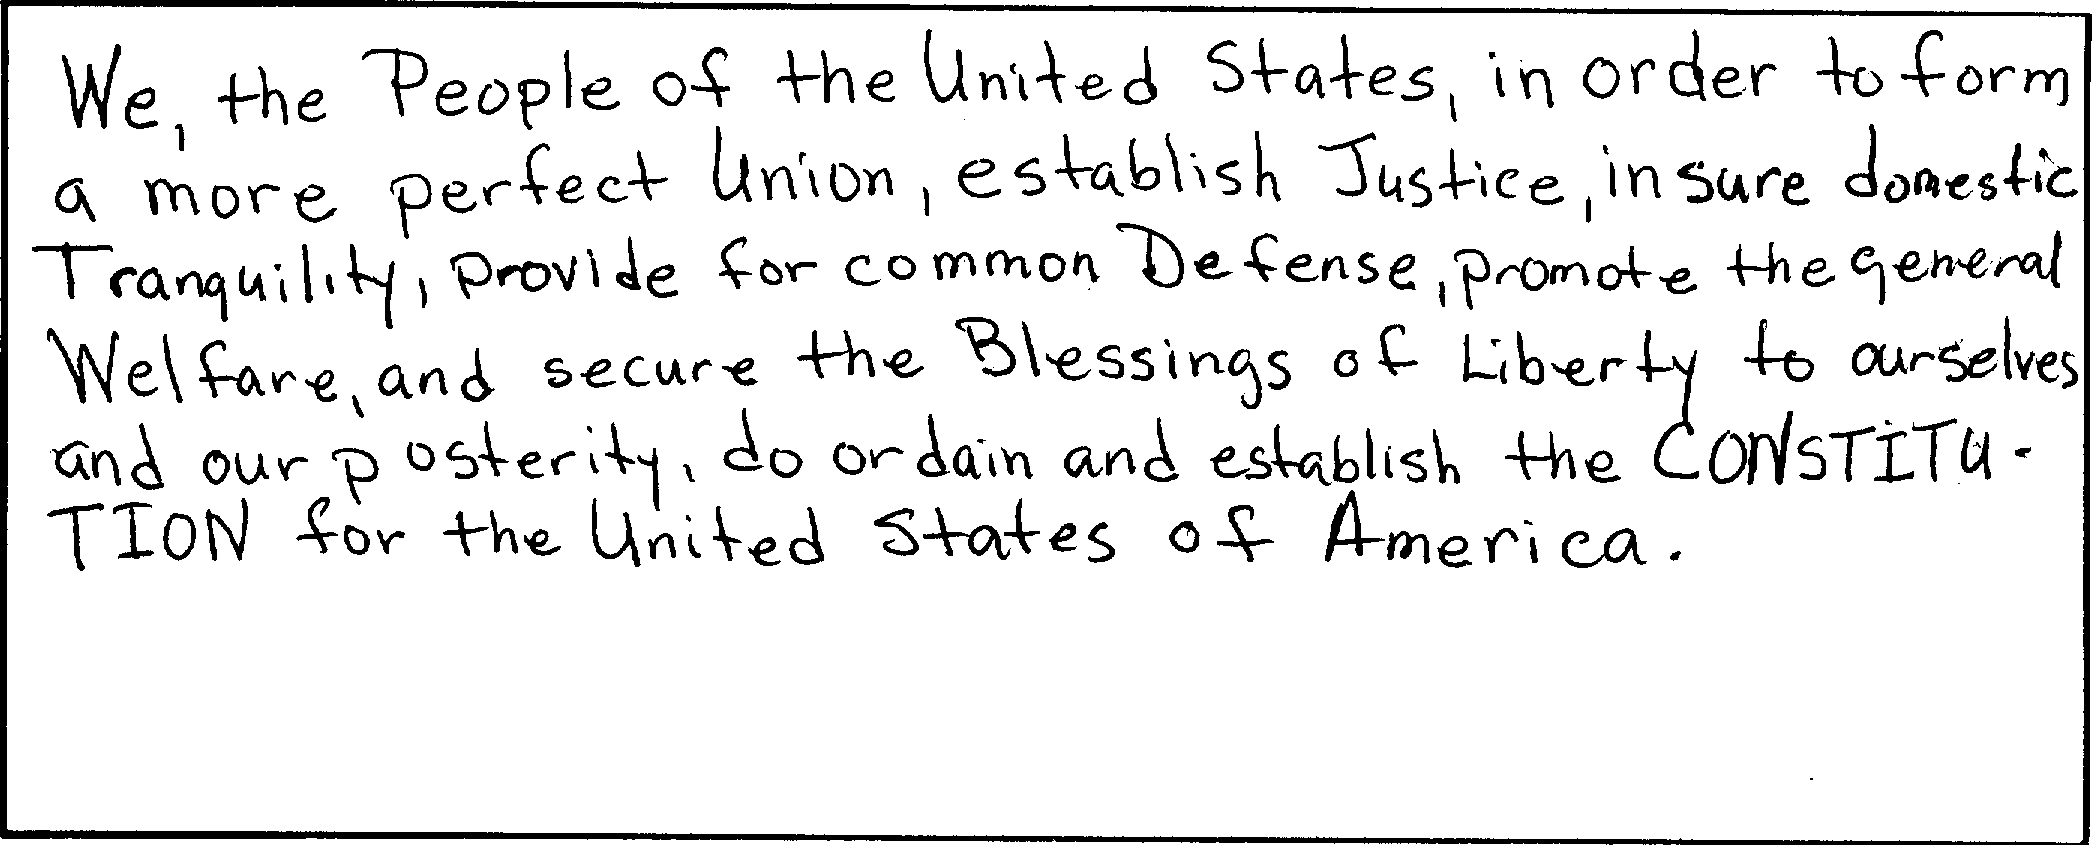 We, the People of the United States, in order to form
a more perfect Union, establish Justice, insure domestic
Tranquility, provide for common Defense, promote the general
Welfare, and secure the Blessings of Liberty to ourselves
and our posterity, do ordain and establish the CONSTITU-
TION for the United States of America.